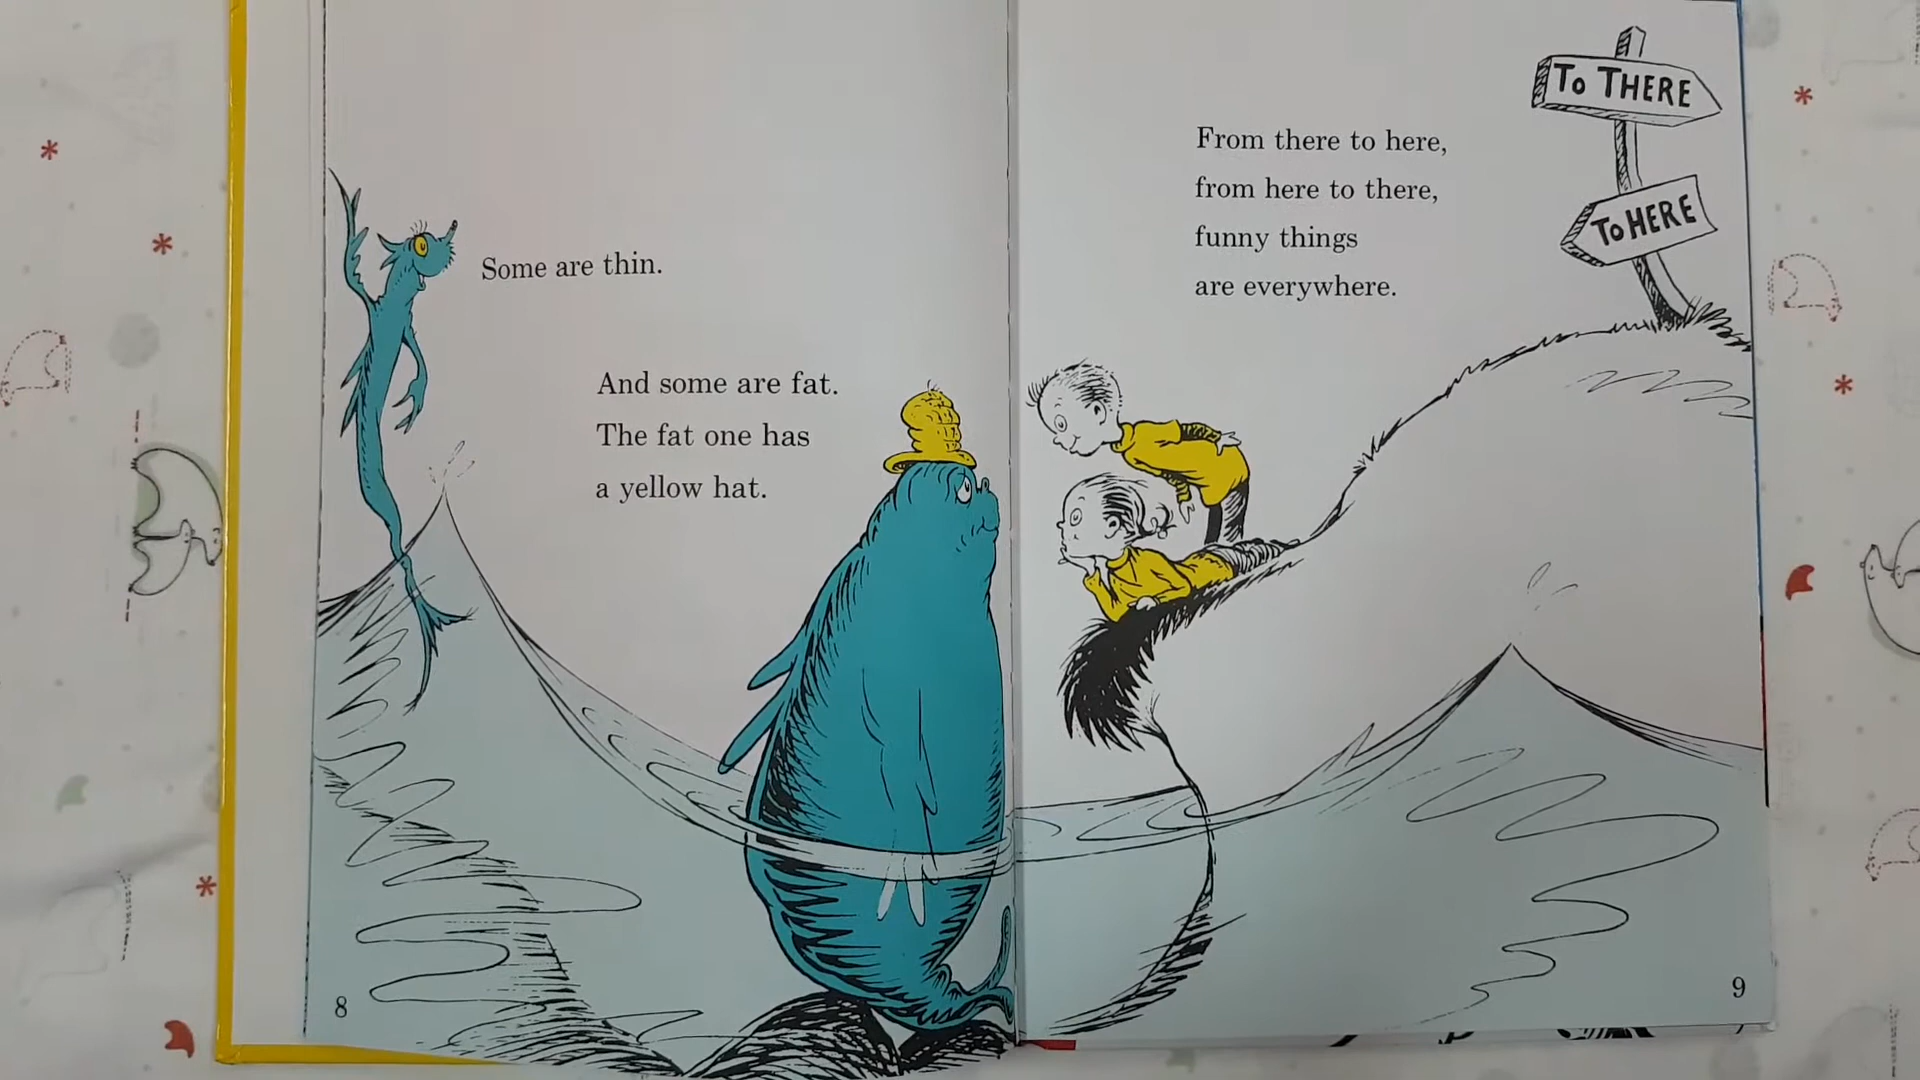 Some are thin.
And some are fat.
The fat one has
a yellow hat.
8
From there to here,
from here to there,
funny things
are everywhere.
TO THERE
TO HERE
9